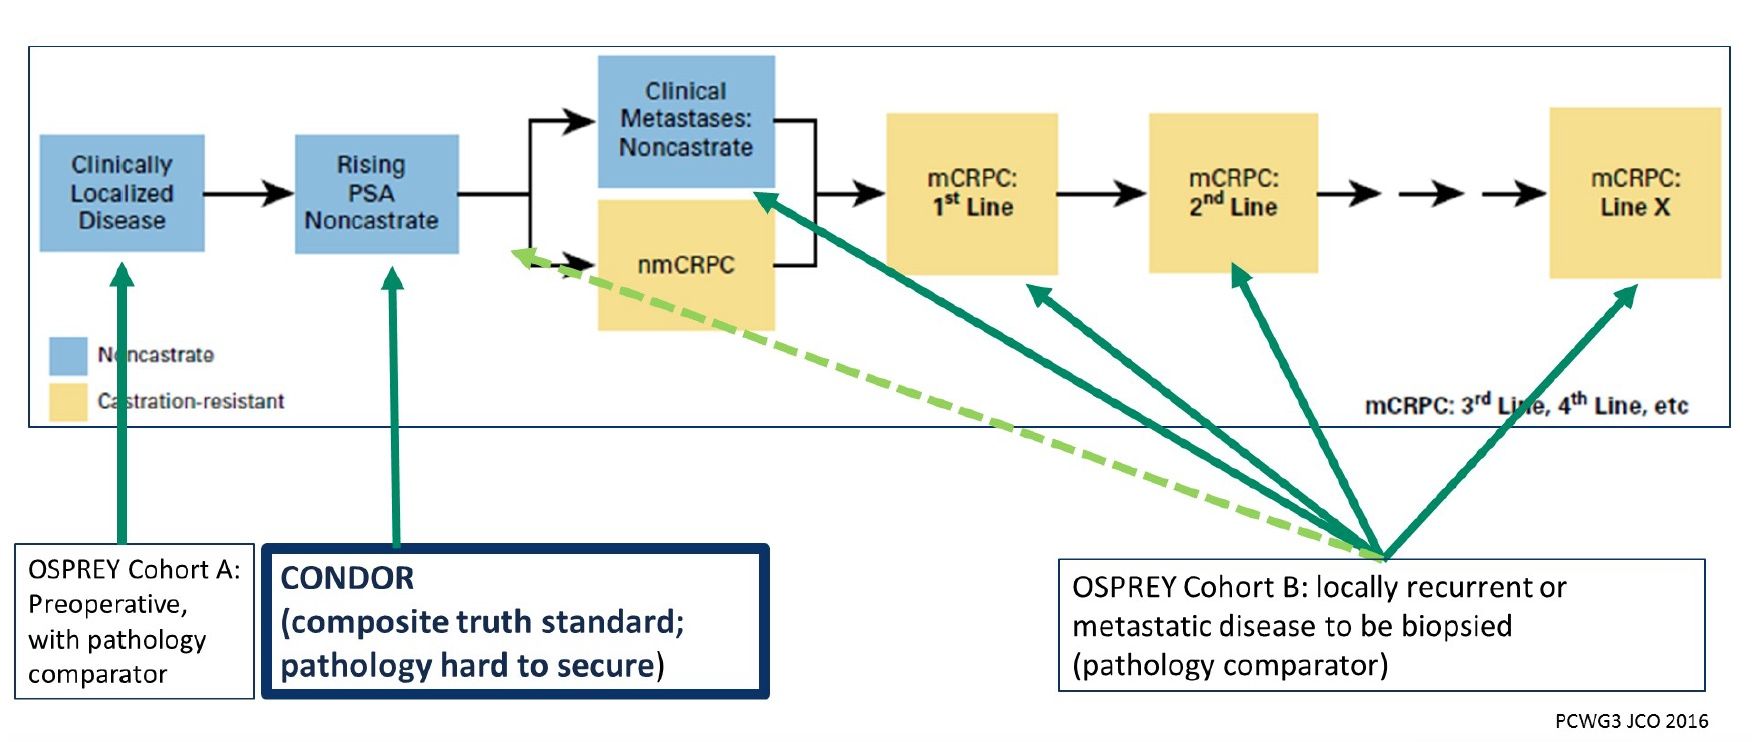 Clinically
Localized
Disease
Rising
PSA
Noncastrate
Clinical
Metastases:
Noncastrate
nmCRPC
mCRPC:
1st Line
mCRPC:
2nd Line
mCRPC:
Line X
Noncastrate
Castration-resistant
mCRPC: 3rd Line, 4th Line, etc
OSPREY Cohort A:
Preoperative,
with pathology
comparator
CONDOR
(composite truth standard;
pathology hard to secure)
OSPREY Cohort B: locally recurrent or
metastatic disease to be biopsied
(pathology comparator)
PCWG3 JCO 2016